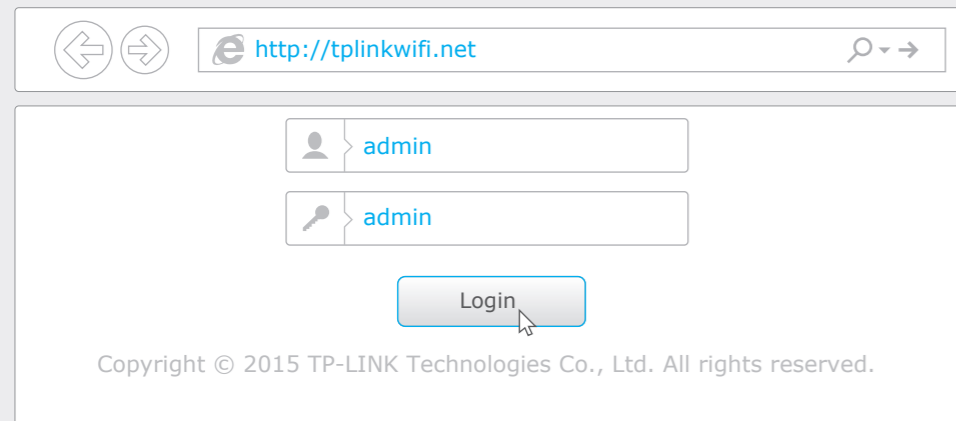 http://tplinkwifi.net
admin
admin
Login
Copyright © 2015 TP-LINK Technologies Co., Ltd. All rights reserved.